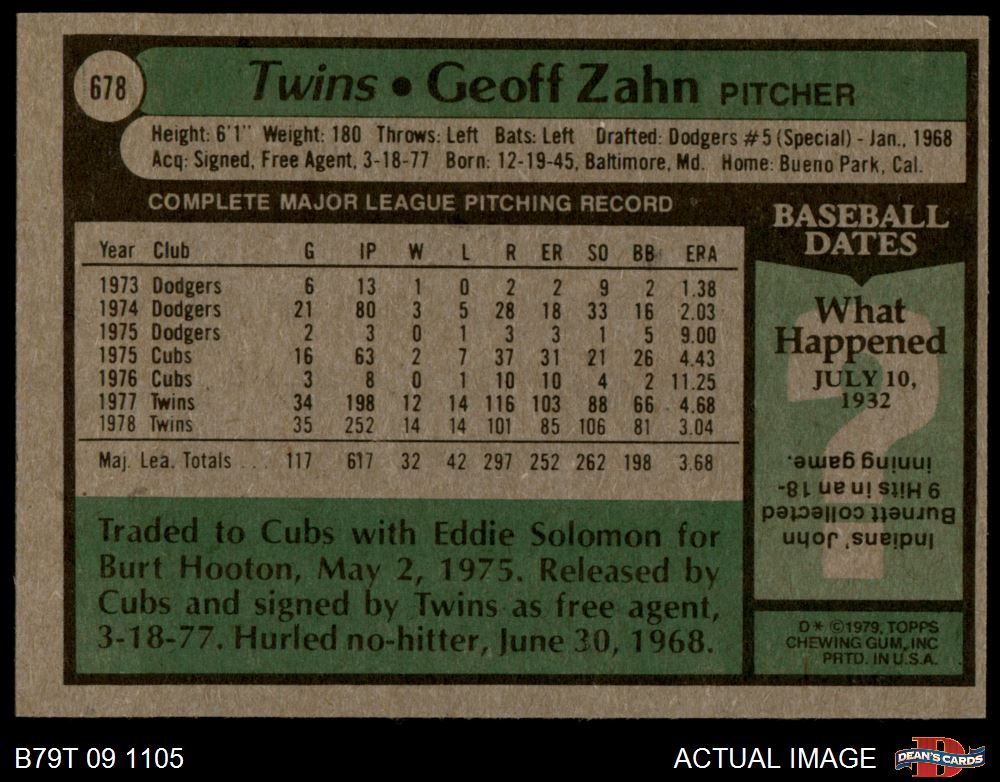 678
Twins • Geoff Zahn PITCHER
Height: 6'1" Weight: 180 Throws: Left Bats: Left Drafted: Dodgers #5 (Special) - Jan., 1968
Acq: Signed, Free Agent, 3-18-77 Born: 12-19-45, Baltimore, Md. Home: Bueno Park, Cal.
COMPLETE MAJOR LEAGUE PITCHING RECORD
Year Club G IP W L R ER SO BB ERA
1973 Dodgers 6 13 1 0 2 2 9 2 1.38
1974 Dodgers 21 80 3 5 28 18 33 16 2.03
1975 Dodgers 2 3 0 1 3 3 1 5 9.00
1975 Cubs 16 63 2 7 37 31 21 26 4.43
1976 Cubs 3 8 0 1 10 10 4 2 11.25
1977 Twins 34 198 12 14 116 103 88 66 4.68
1978 Twins 35 252 14 14 101 85 106 81 3.04
Maj. Lea. Totals ... 117 617 32 42 297 252 262 198 3.68
Traded to Cubs with Eddie Solomon for
Burt Hooton, May 2, 1975. Released by
Cubs and signed by Twins as free agent,
3-18-77. Hurled no-hitter, June 30, 1968.
BASEBALL
DATES
What
Happened
JULY 10,
1932
?
Indians' John
Burnett collected
9 Hits in an 18-
inning game.
D* ©1979, TOPPS
CHEWING GUM, INC
PRTD. IN U.S.A.
B79T 09 1105
ACTUAL IMAGE
D
DEAN'S CARDS